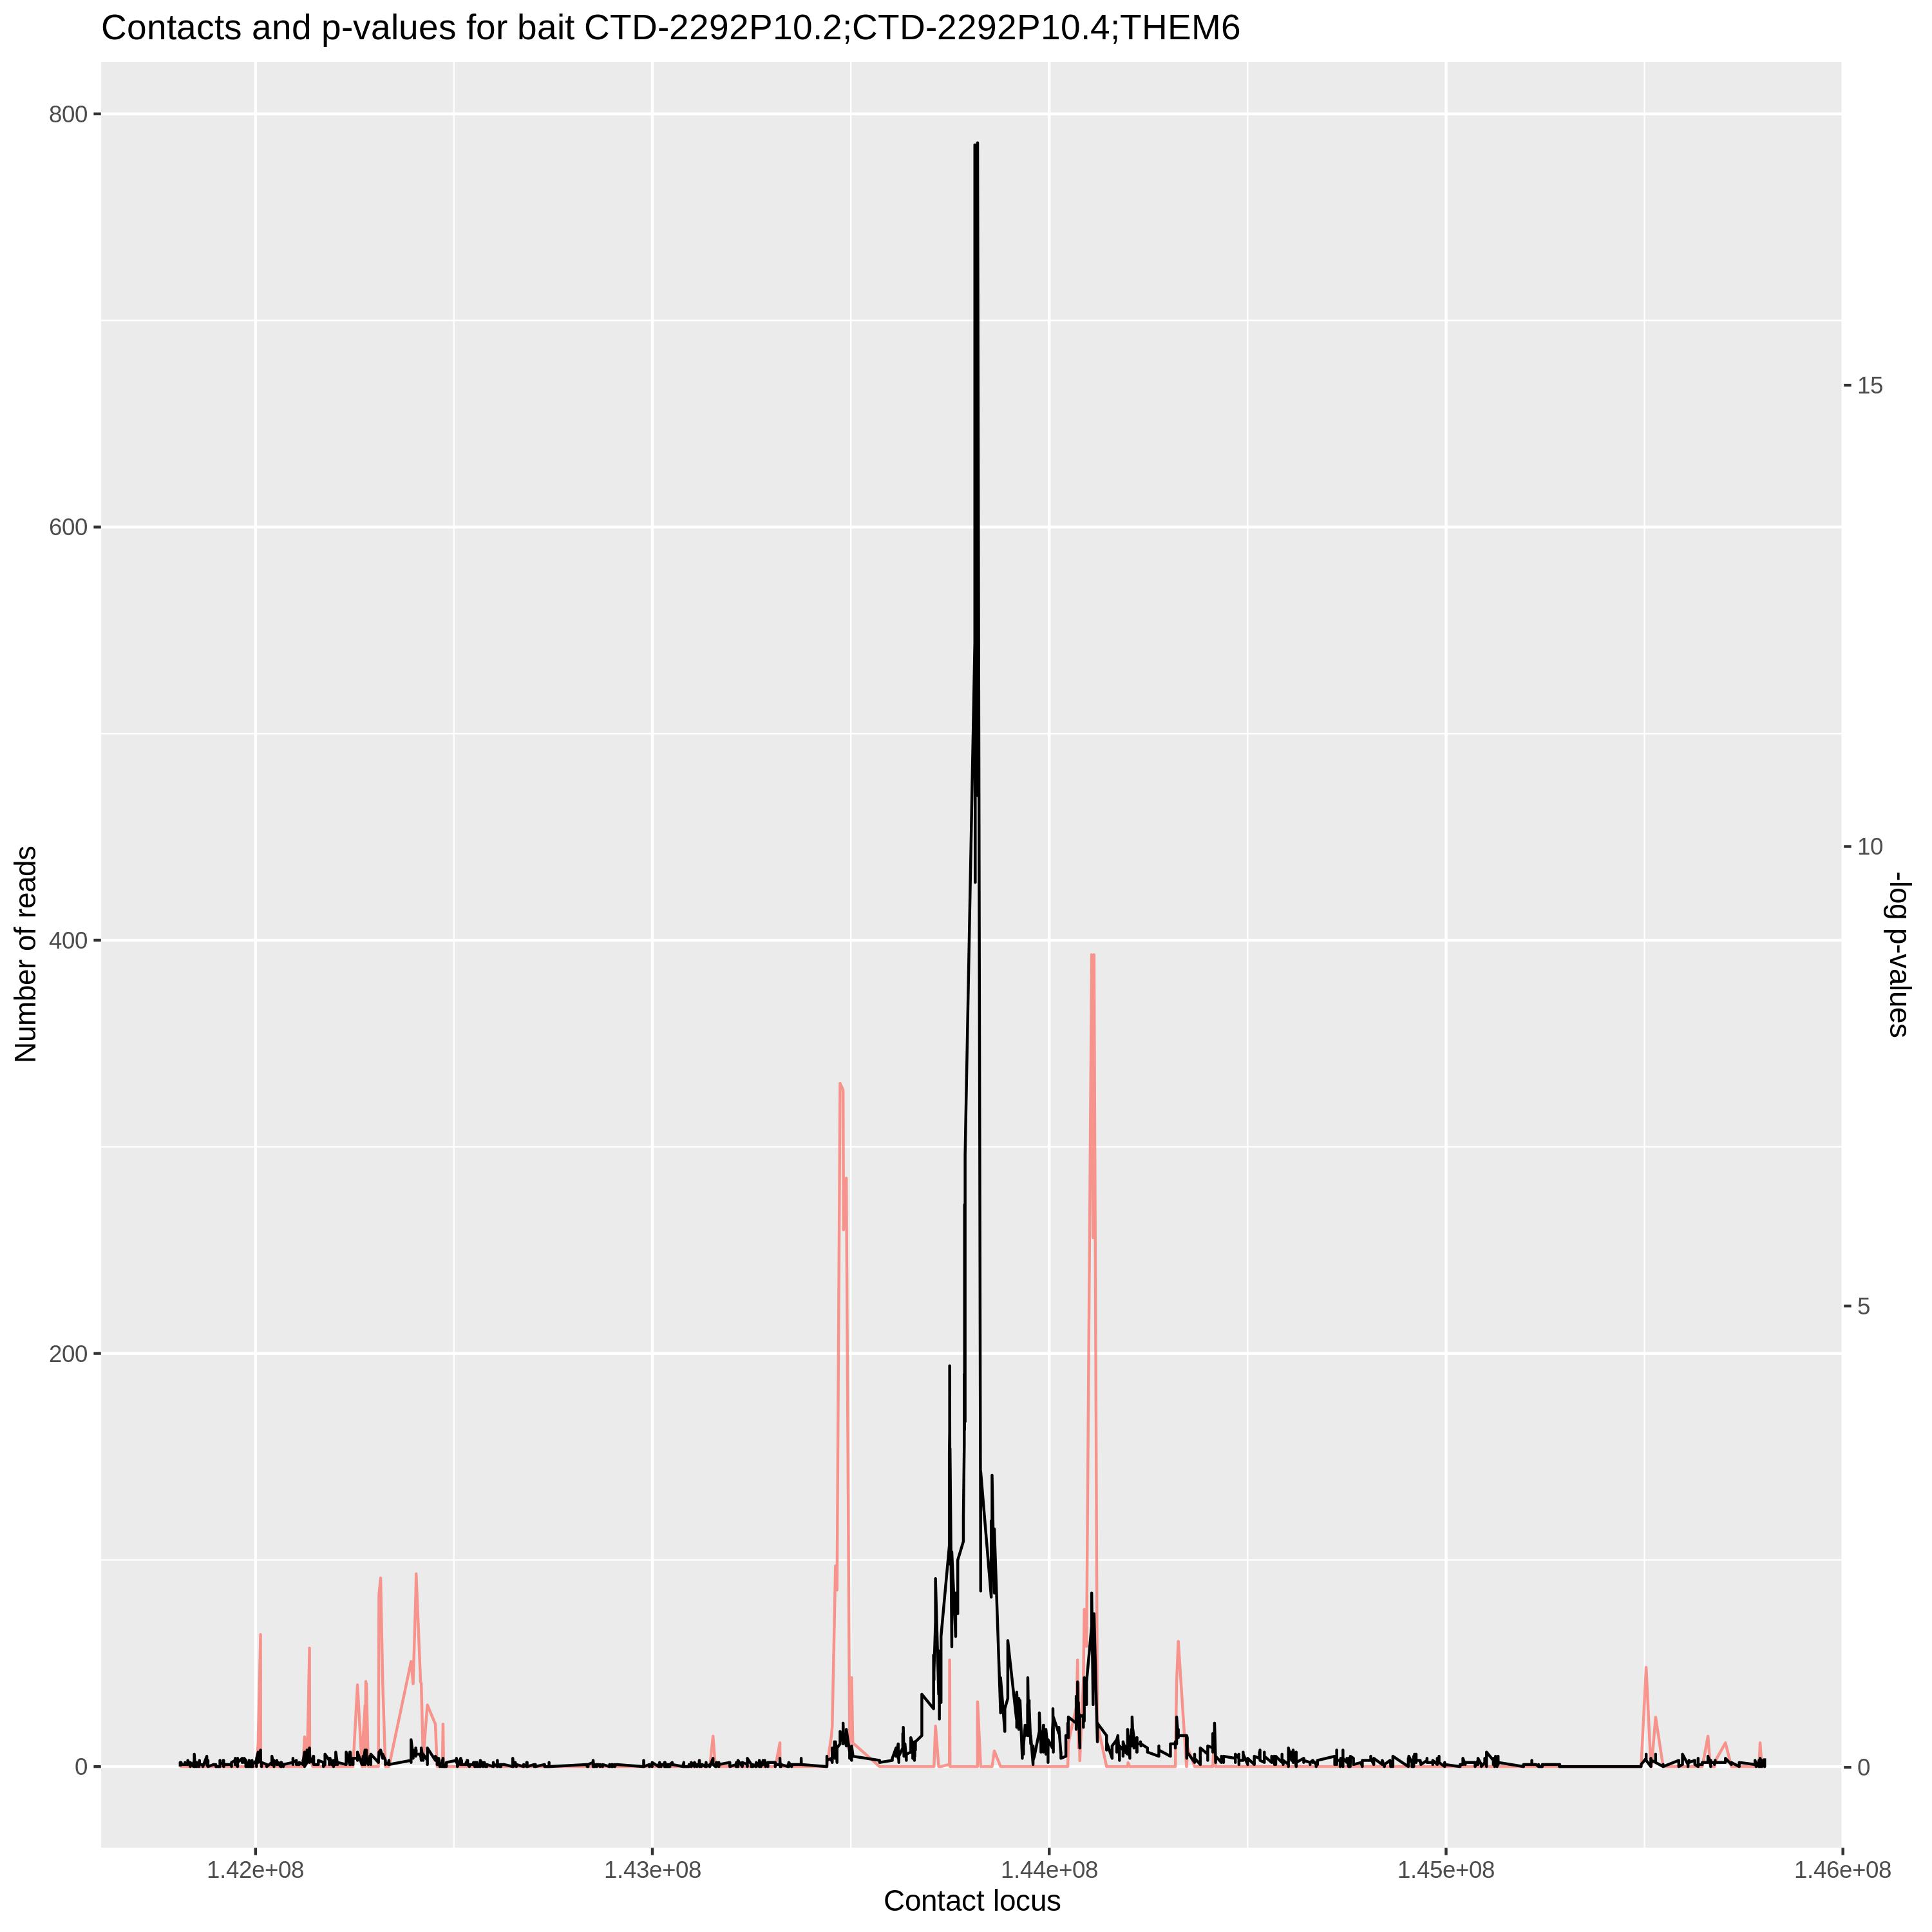 Contacts and p-values for bait CTD-2292P10.2;CTD-2292P10.4;THEM6
800
600
400
200
0
Number of reads
15
10
5
0
-log p-values
1.42e+08
1.43e+08
1.44e+08
1.45e+08
1.46e+08
Contact locus